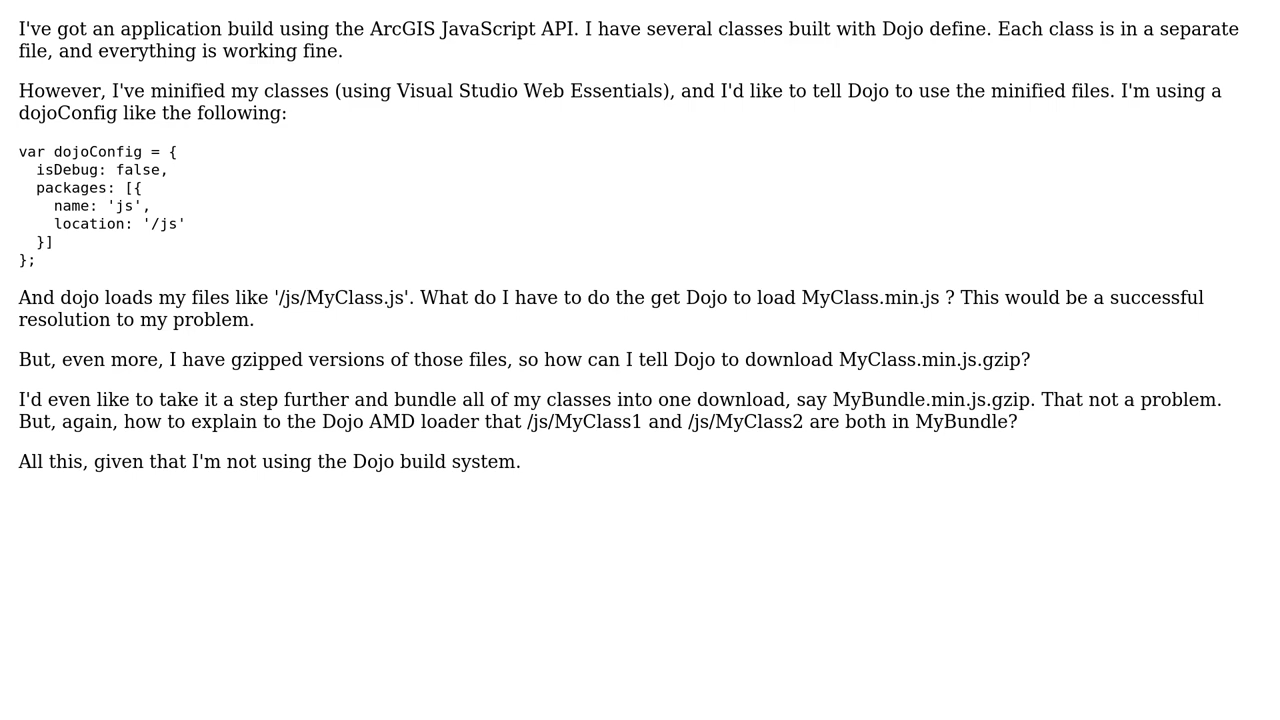 I've got an application build using the ArcGIS JavaScript API. I have several classes built with Dojo define. Each class is in a separate
file, and everything is working fine.
However, I've minified my classes (using Visual Studio Web Essentials), and I'd like to tell Dojo to use the minified files. I'm using a
dojoConfig like the following:
var dojoConfig = {
  isDebug: false,
  packages: [{
    name: 'js',
    location: '/js'
  }]
};
And dojo loads my files like '/js/MyClass.js'. What do I have to do the get Dojo to load MyClass.min.js ? This would be a successful
resolution to my problem.
But, even more, I have gzipped versions of those files, so how can I tell Dojo to download MyClass.min.js.gzip?
I'd even like to take it a step further and bundle all of my classes into one download, say MyBundle.min.js.gzip. That not a problem.
But, again, how to explain to the Dojo AMD loader that /js/MyClass1 and /js/MyClass2 are both in MyBundle?
All this, given that I'm not using the Dojo build system.